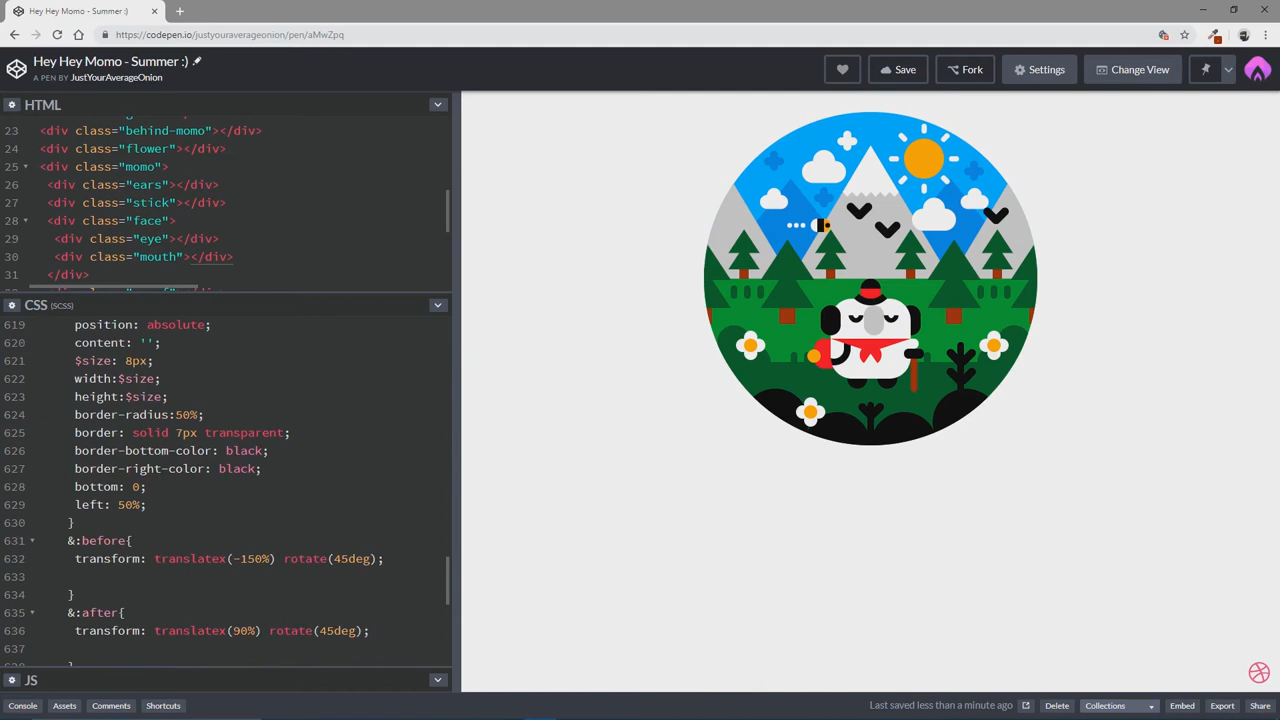 Hey Hey Momo - Summer :)
https://codepen.io/justyouraverageonion/pen/aMwZpq
Hey Hey Momo - Summer :)
A PEN BY JustYourAverageOnion
Save
Fork
Settings
Change View
HTML
23 <div class="behind-momo"></div>
24 <div class="flower"></div>
25 <div class="momo">
26 <div class="ears"></div>
27 <div class="stick"></div>
28 <div class="face">
29 <div class="eye"></div>
30 <div class="mouth"></div>
31 </div>
CSS (SCSS)
619 position: absolute;
620 content: '';
621 $size: 8px;
622 width:$size;
623 height:$size;
624 border-radius:50%;
625 border: solid 7px transparent;
626 border-bottom-color: black;
627 border-right-color: black;
628 bottom: 0;
629 left: 50%;
630 }
631 &:before{
632 transform: translatex(-150%) rotate(45deg);
633
634 }
635 &:after{
636 transform: translatex(90%) rotate(45deg);
637
JS
Console Assets Comments Shortcuts Last saved less than a minute ago Delete Collections Embed Export Share